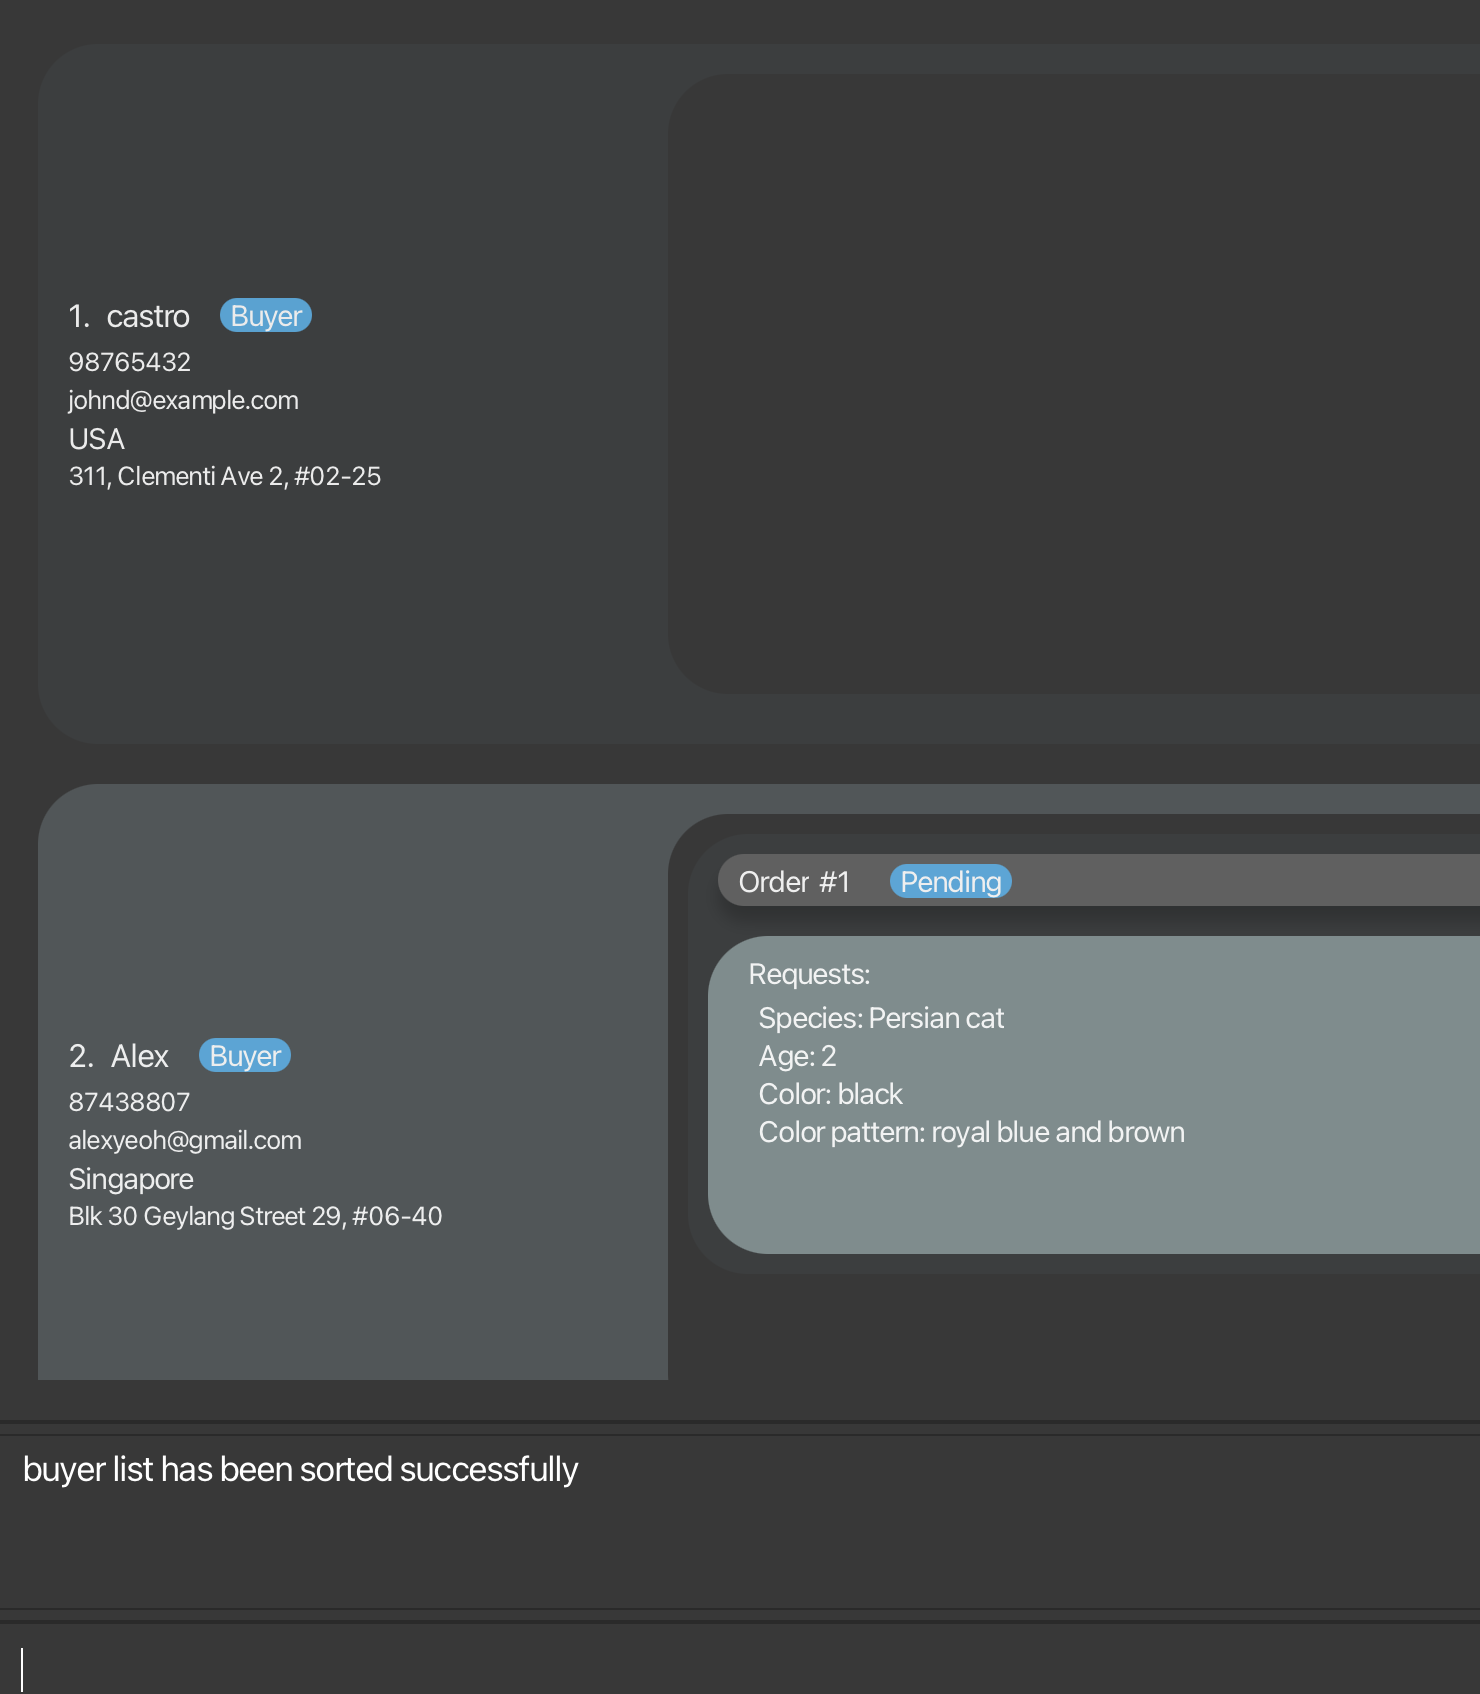 1. castro Buyer
98765432
johnd@example.com
USA
311, Clementi Ave 2, #02-25
2. Alex Buyer
87438807
alexyeoh@gmail.com
Singapore
Blk 30 Geylang Street 29, #06-40
Order #1 Pending
Requests:
Species: Persian cat
Age: 2
Color: black
Color pattern: royal blue and brown
buyer list has been sorted successfully